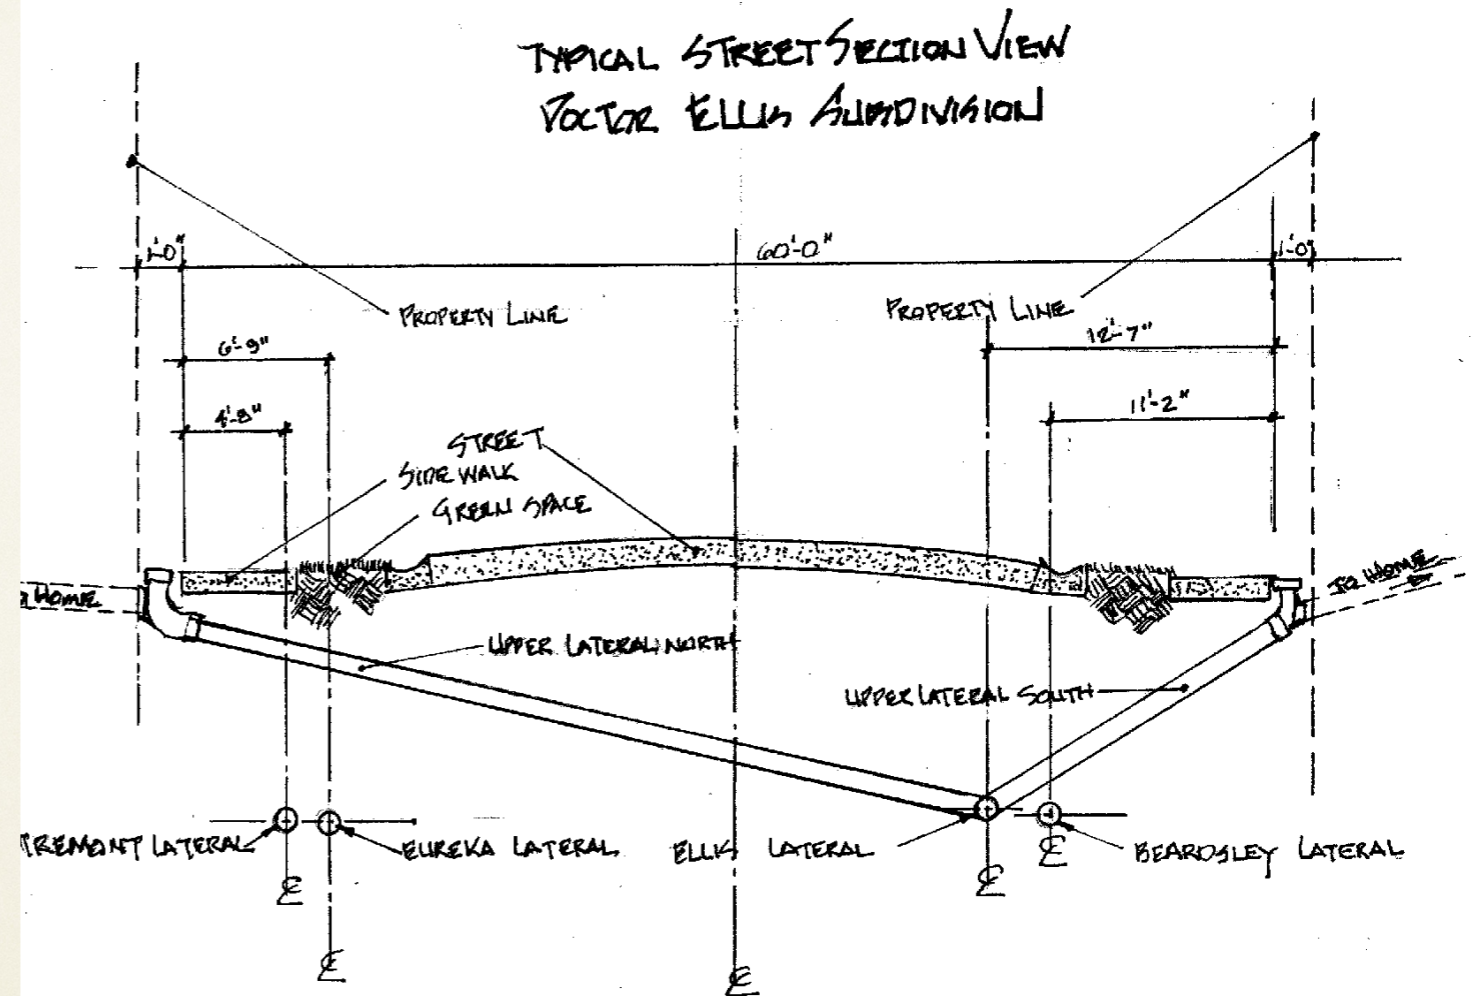 TYPICAL STREET SECTION VIEW
DOCTOR ELLIS SUBDIVISION
1'-0"
60'-0"
1'-0"
PROPERTY LINE
PROPERTY LINE
6'-9"
12'-7"
4'-8"
11'-2"
STREET
SIDE WALK
GREEN SPACE
HOME
TO HOME
UPPER LATERAL NORTH
UPPER LATERAL SOUTH
TREMONT LATERAL
EUREKA LATERAL
ELLIS LATERAL
BEARDSLEY LATERAL
℄
℄
℄
℄
℄